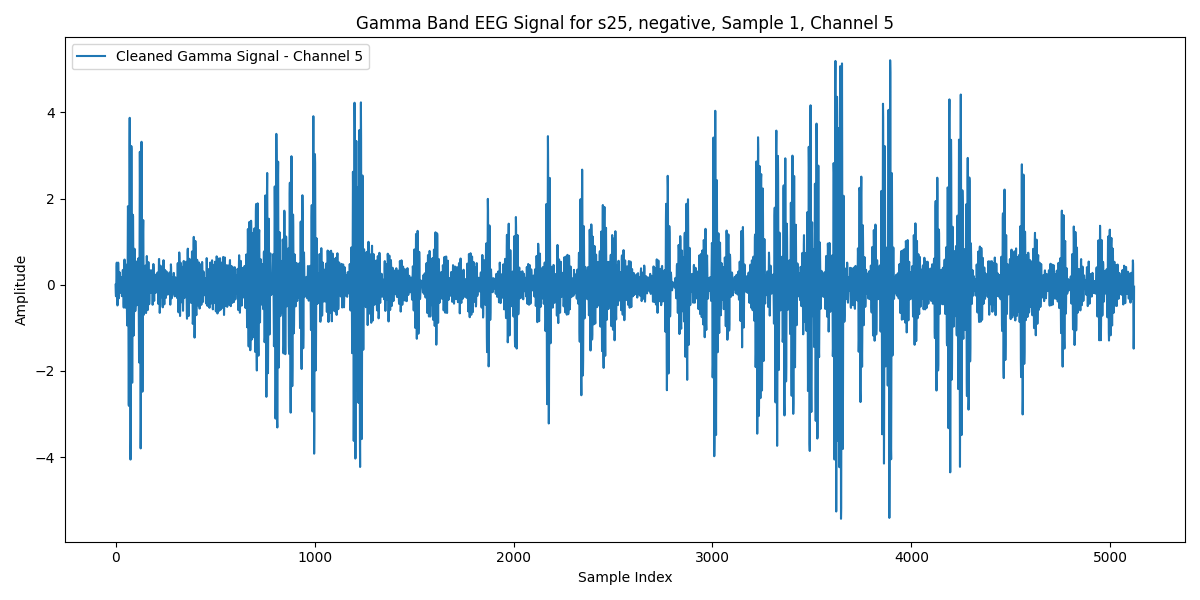 Gamma Band EEG Signal for s25, negative, Sample 1, Channel 5
Cleaned Gamma Signal - Channel 5
Amplitude
4
2
0
−2
−4
0 1000 2000 3000 4000 5000
Sample Index